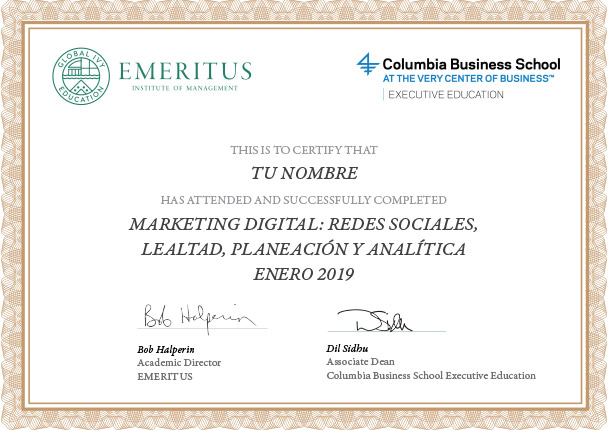 GLOBAL IVY EDUCATION
EMERITUS
INSTITUTE OF MANAGEMENT
Columbia Business School
AT THE VERY CENTER OF BUSINESS™
EXECUTIVE EDUCATION
THIS IS TO CERTIFY THAT
TU NOMBRE
HAS ATTENDED AND SUCCESSFULLY COMPLETED
MARKETING DIGITAL: REDES SOCIALES,
LEALTAD, PLANEACIÓN Y ANALÍTICA
ENERO 2019
Bob Halperin
Bob Halperin
Academic Director
EMERITUS
Dil Sidhu
Associate Dean
Columbia Business School Executive Education